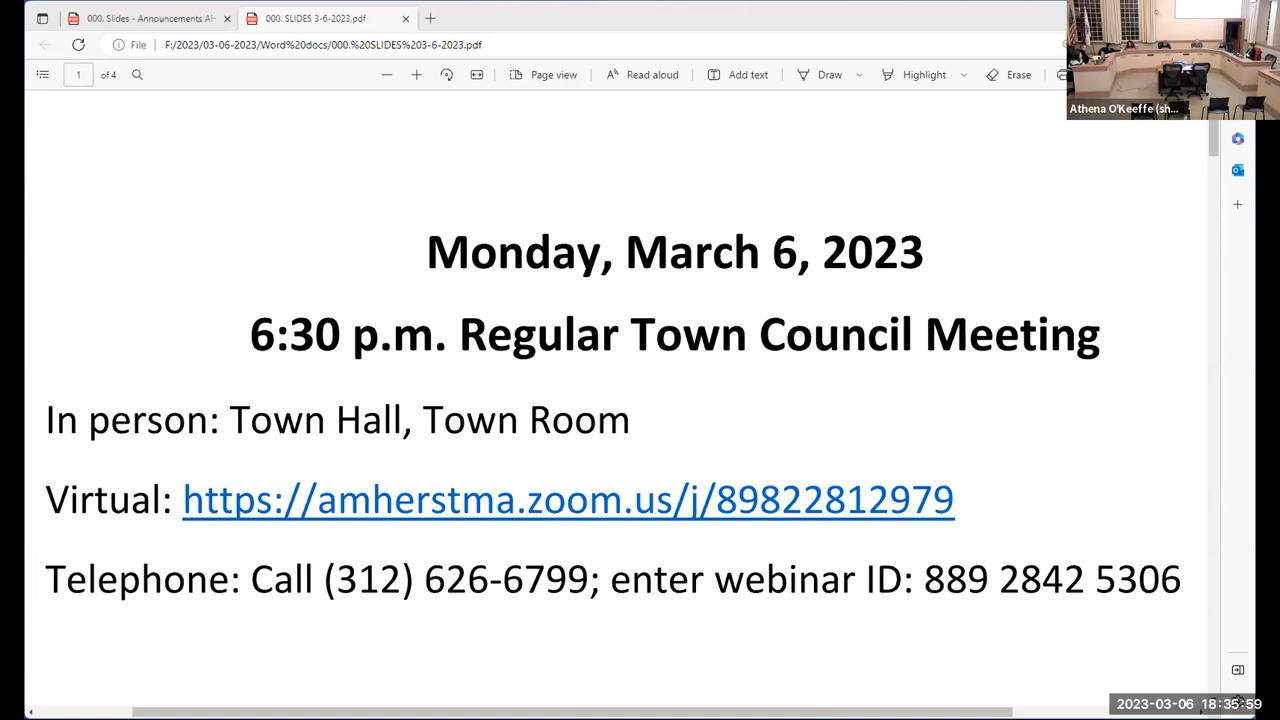 000. Slides - Announcements AH
000. SLIDES 3-6-2023.pdf
File
F:/2023/03-06-2023/Word%20docs/000.%20SLIDES%203-6-2023.pdf
1 of 4
Page view
Read aloud
Add text
Draw
Highlight
Erase
Athena O'Keeffe (sh...
Monday, March 6, 2023
6:30 p.m. Regular Town Council Meeting
In person: Town Hall, Town Room
Virtual: https://amherstma.zoom.us/j/89822812979
Telephone: Call (312) 626-6799; enter webinar ID: 889 2842 5306
2023-03-06 18:35:59